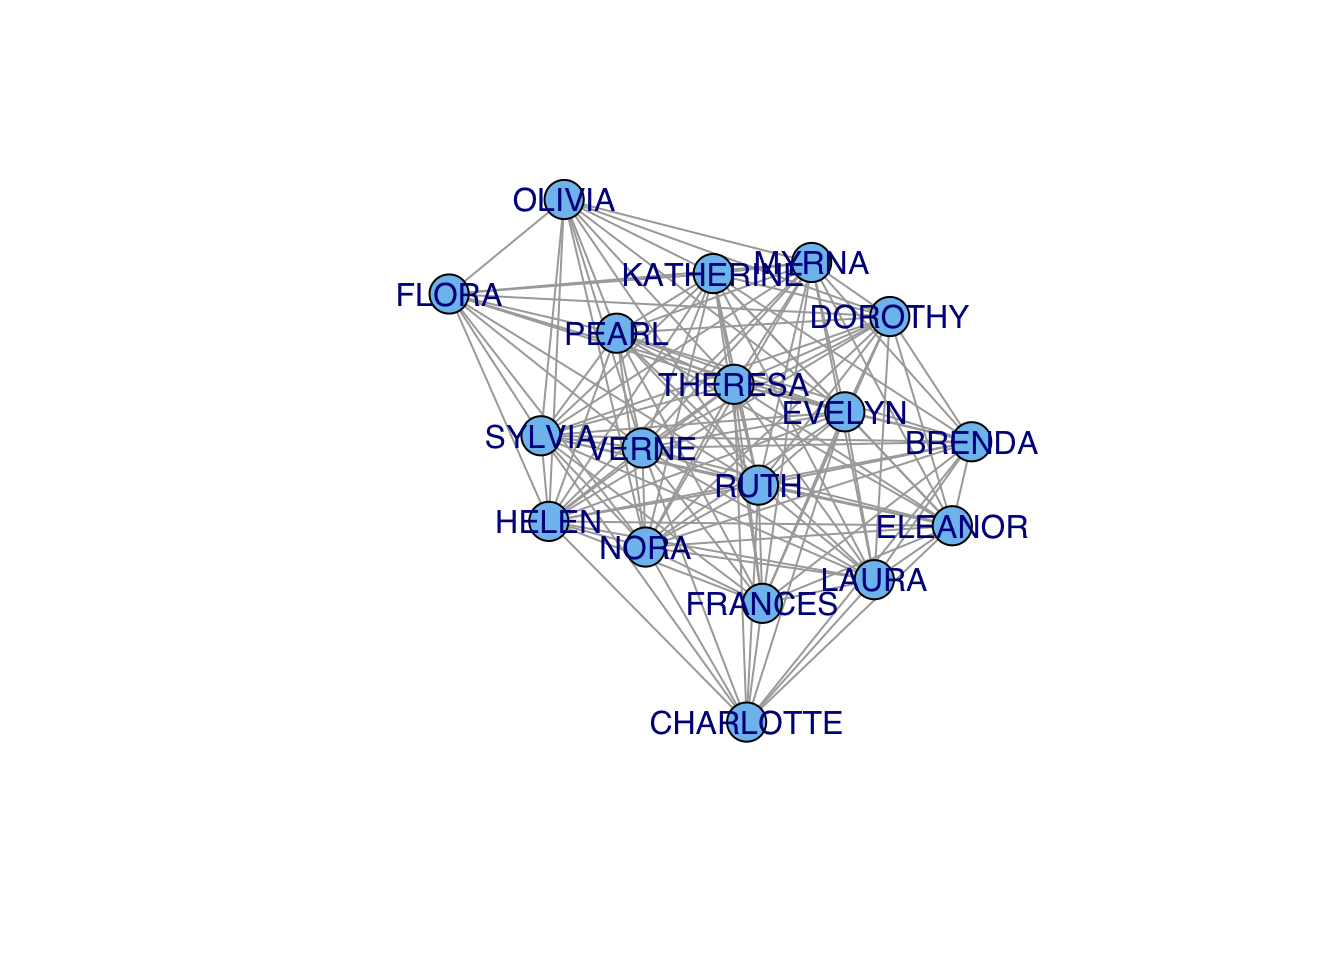 OLIVIA
MYRNA
KATHERINE
FLORA
DOROTHY
PEARL
THERESA
EVELYN
SYLVIA
VERNE
BRENDA
RUTH
HELEN
ELEANOR
NORA
LAURA
FRANCES
CHARLOTTE